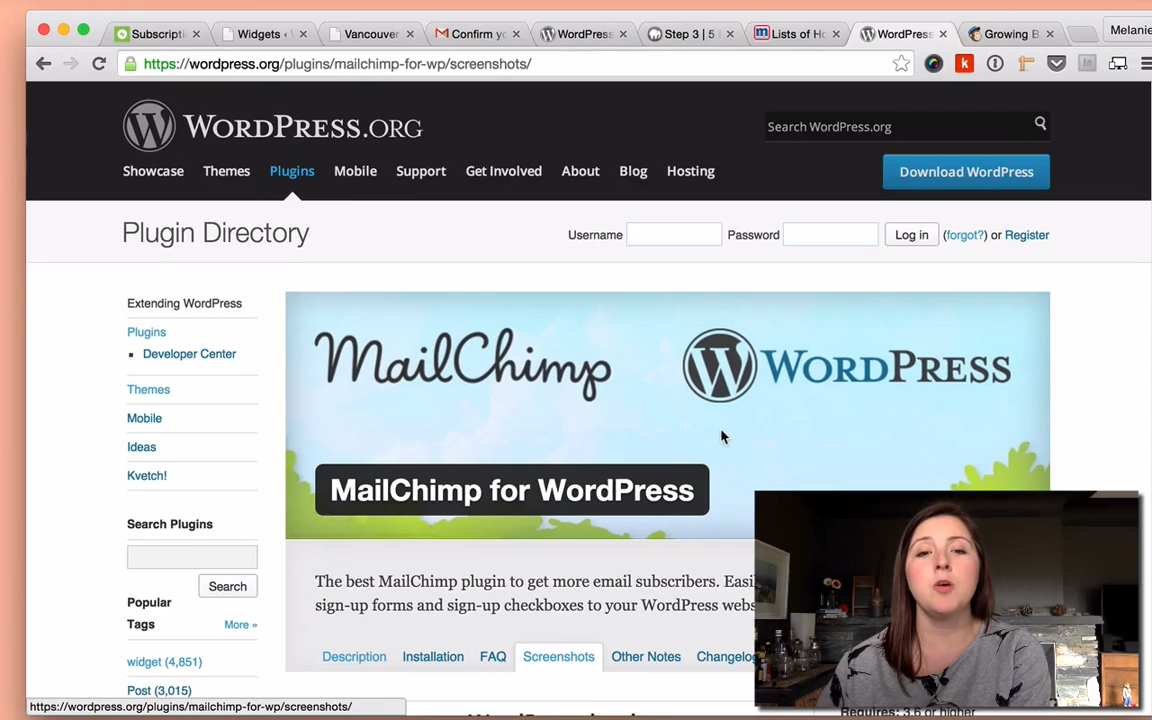 Subscripti
Widgets ‹ W
Vancouver
Confirm yo
WordPress
Step 3 | 5
Lists of Ho
WordPress
Growing B
Melanie
https://wordpress.org/plugins/mailchimp-for-wp/screenshots/
WORDPRESS.ORG
Search WordPress.org
Showcase Themes Plugins Mobile Support Get Involved About Blog Hosting
Download WordPress
Plugin Directory
Username Password Log in (forgot?) or Register
Extending WordPress
Plugins
Developer Center
Themes
Mobile
Ideas
Kvetch!
Search Plugins
Search
Popular
Tags More »
widget (4,851)
Post (3,015)
MailChimp
WORDPRESS
MailChimp for WordPress
The best MailChimp plugin to get more email subscribers. Easi
sign-up forms and sign-up checkboxes to your WordPress webs
Description Installation FAQ Screenshots Other Notes Changelog
Requires: 3.6 or higher
https://wordpress.org/plugins/mailchimp-for-wp/screenshots/